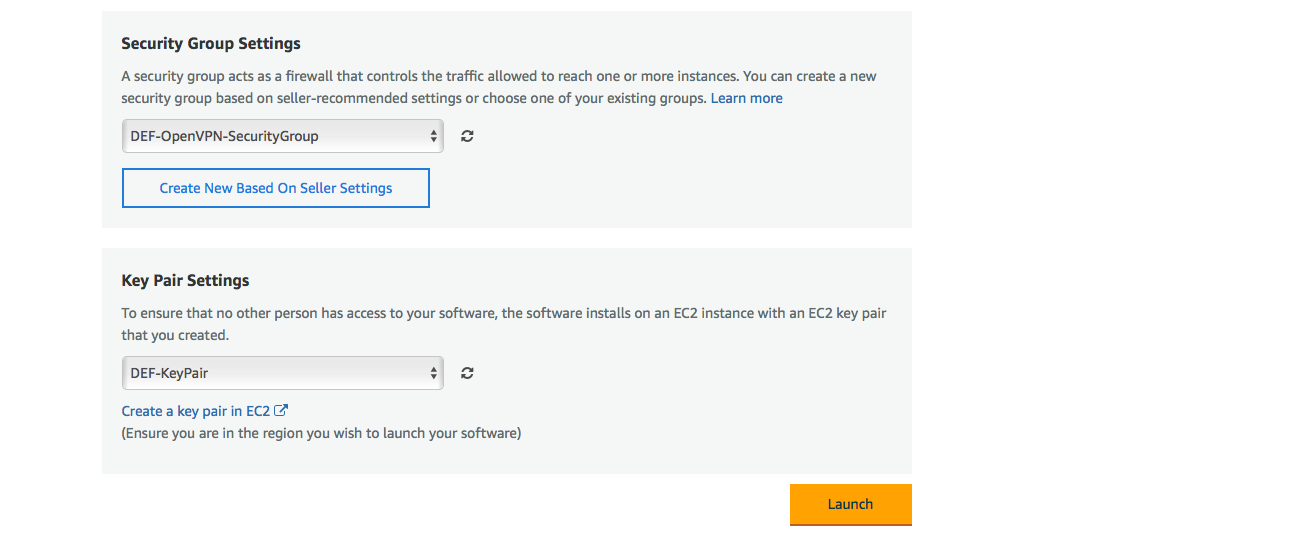 Security Group Settings
A security group acts as a firewall that controls the traffic allowed to reach one or more instances. You can create a new
security group based on seller-recommended settings or choose one of your existing groups. Learn more
DEF-OpenVPN-SecurityGroup
Create New Based On Seller Settings
Key Pair Settings
To ensure that no other person has access to your software, the software installs on an EC2 instance with an EC2 key pair
that you created.
DEF-KeyPair
Create a key pair in EC2
(Ensure you are in the region you wish to launch your software)
Launch